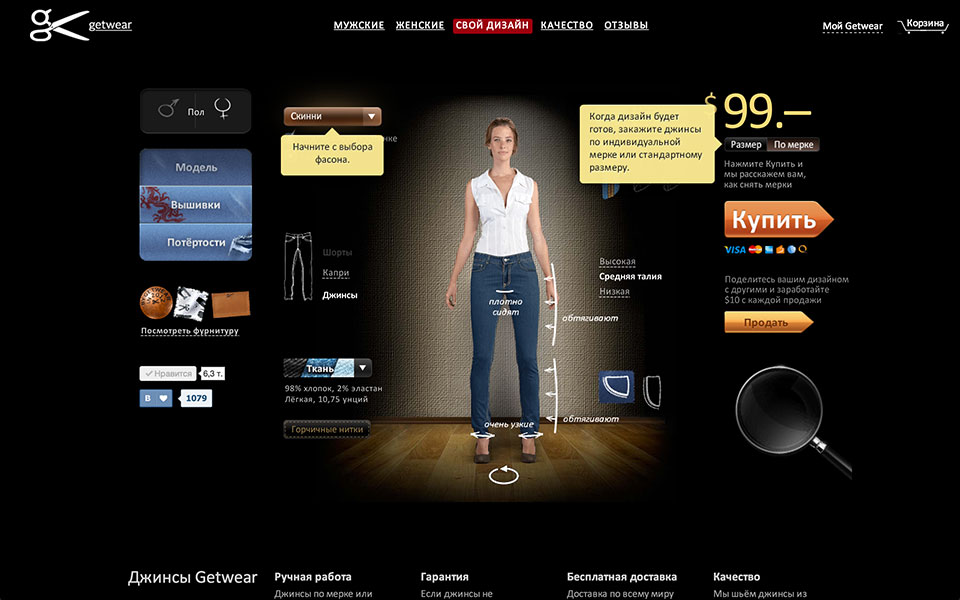 getwear
МУЖСКИЕ ЖЕНСКИЕ СВОЙ ДИЗАЙН КАЧЕСТВО ОТЗЫВЫ
Мой Getwear
Корзина
Пол
Модель
Вышивки
Потёртости
Посмотреть фурнитуру
Нравится 6,3 т.
B 1079
Скинни
Начните с выбора
фасона.
Шорты
Капри
Джинсы
Ткань
98% хлопок, 2% эластан
Лёгкая, 10,75 унций
Горчичные нитки
плотно
сидят
обтягивают
обтягивают
очень узкие
Когда дизайн будет
готов, закажите джинсы
по индивидуальной
мерке или стандартному
размеру.
Высокая
Средняя талия
Низкая
$99.—
Размер По мерке
Нажмите Купить и
мы расскажем вам,
как снять мерки
Купить
VISA
Поделитесь вашим дизайном
с другими и заработайте
$10 с каждой продажи
Продать
Джинсы Getwear
Ручная работа
Джинсы по мерке или
Гарантия
Если джинсы не
Бесплатная доставка
Доставка по всему миру
Качество
Мы шьём джинсы из